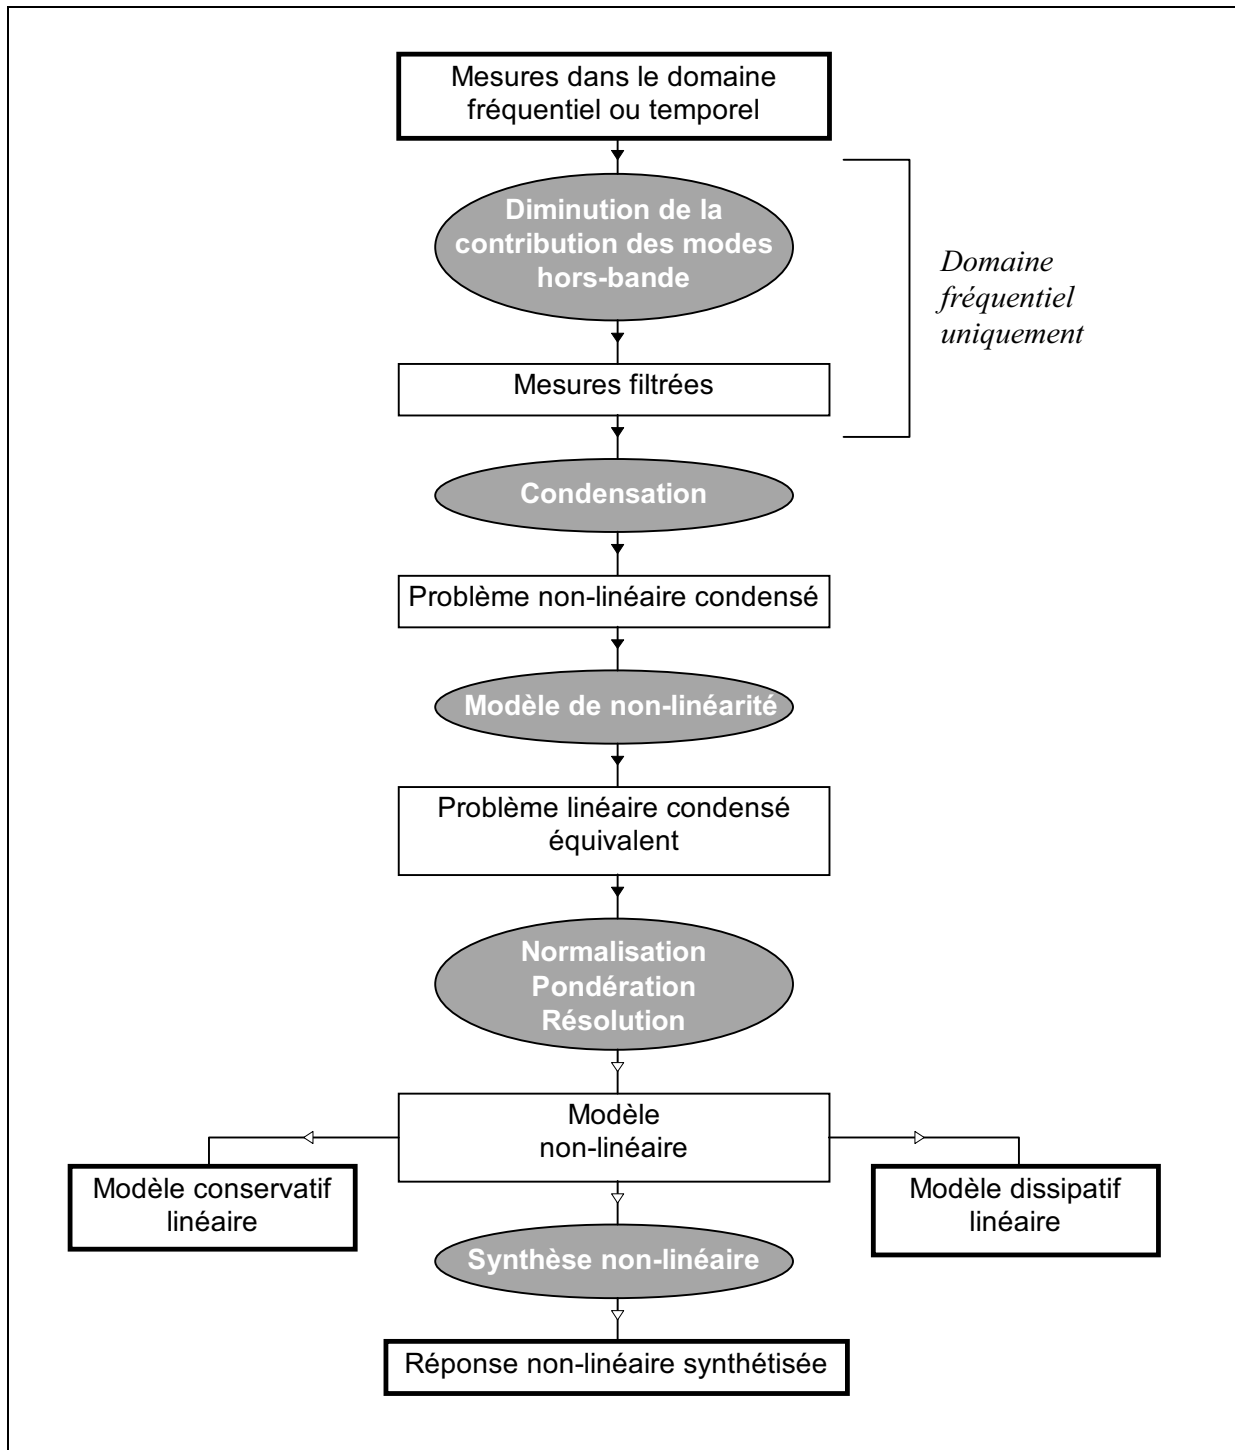 Mesures dans le domaine
fréquentiel ou temporel
Diminution de la
contribution des modes
hors-bande
Domaine
fréquentiel
uniquement
Mesures filtrées
Condensation
Problème non-linéaire condensé
Modèle de non-linéarité
Problème linéaire condensé
équivalent
Normalisation
Pondération
Résolution
Modèle
non-linéaire
Modèle conservatif
linéaire
Modèle dissipatif
linéaire
Synthèse non-linéaire
Réponse non-linéaire synthétisée